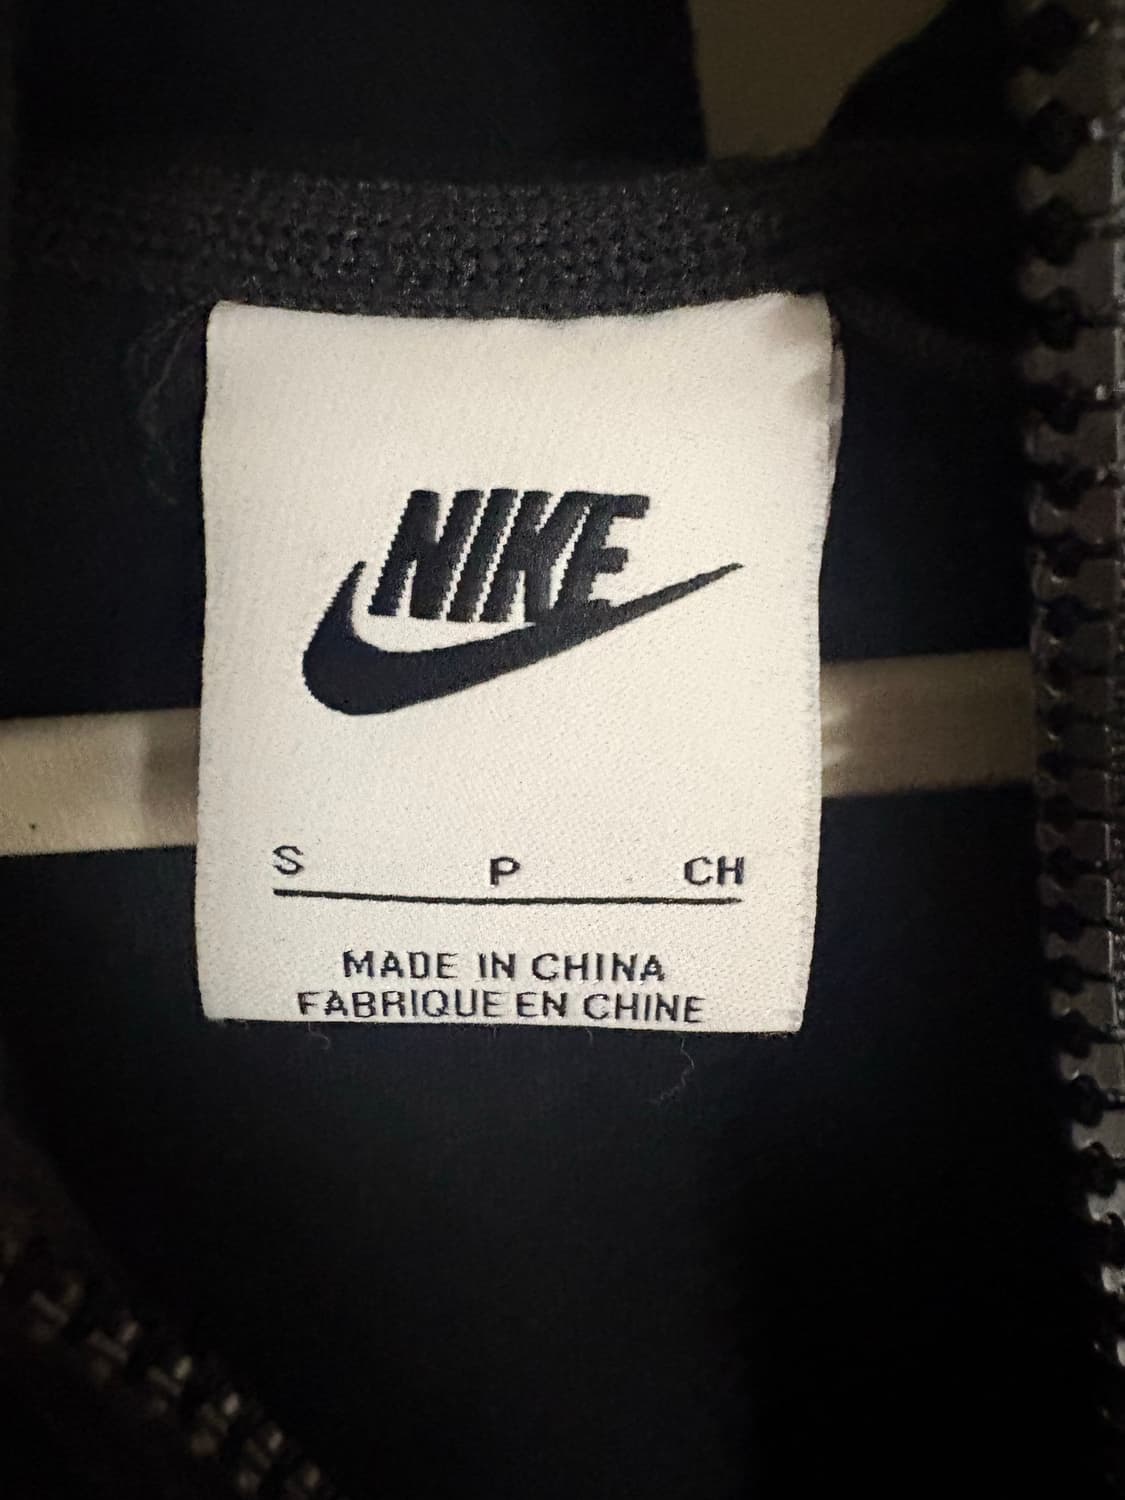 NIKE
S P CH
MADE IN CHINA
FABRIQUE EN CHINE